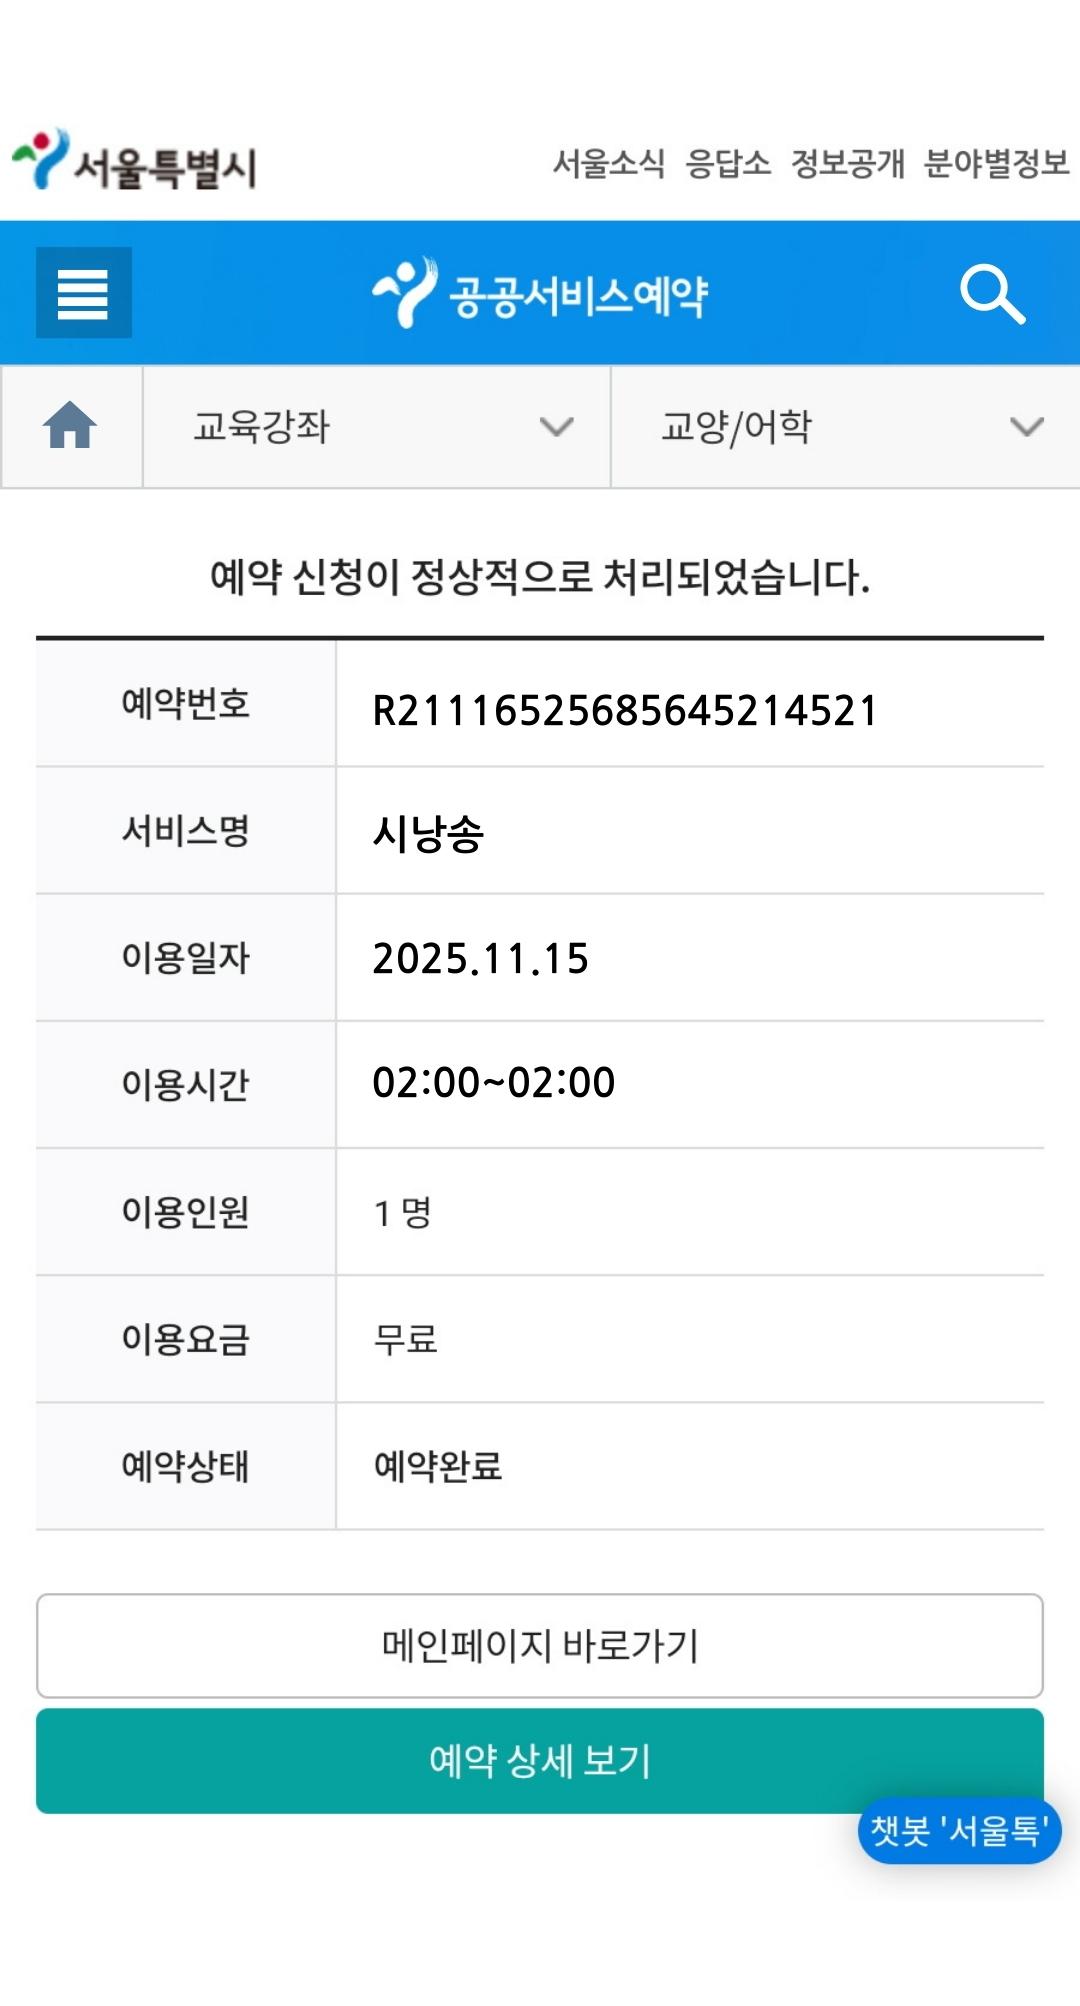 서울특별시
서울소식 응답소 정보공개 분야별정보
공공서비스예약
교육강좌 교양/어학
예약 신청이 정상적으로 처리되었습니다.
예약번호 R21116525685645214521
서비스명 시낭송
이용일자 2025.11.15
이용시간 02:00~02:00
이용인원 1 명
이용요금 무료
예약상태 예약완료
메인페이지 바로가기
예약 상세 보기
챗봇 '서울톡'